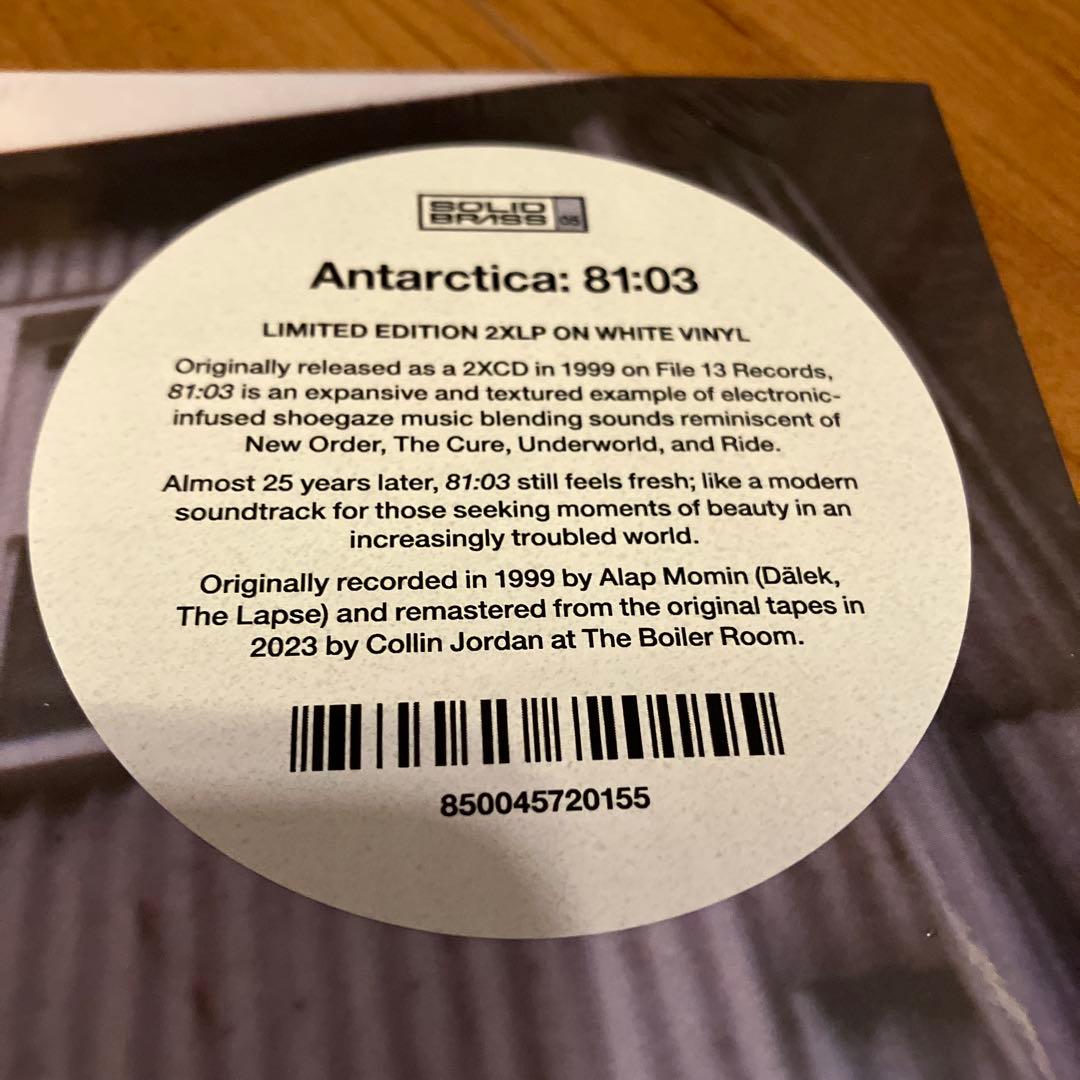 SOLID
BRASS 05
Antarctica: 81:03
LIMITED EDITION 2XLP ON WHITE VINYL
Originally released as a 2XCD in 1999 on File 13 Records,
81:03 is an expansive and textured example of electronic-
infused shoegaze music blending sounds reminiscent of
New Order, The Cure, Underworld, and Ride.
Almost 25 years later, 81:03 still feels fresh; like a modern
soundtrack for those seeking moments of beauty in an
increasingly troubled world.
Originally recorded in 1999 by Alap Momin (Dälek,
The Lapse) and remastered from the original tapes in
2023 by Collin Jordan at The Boiler Room.
850045720155